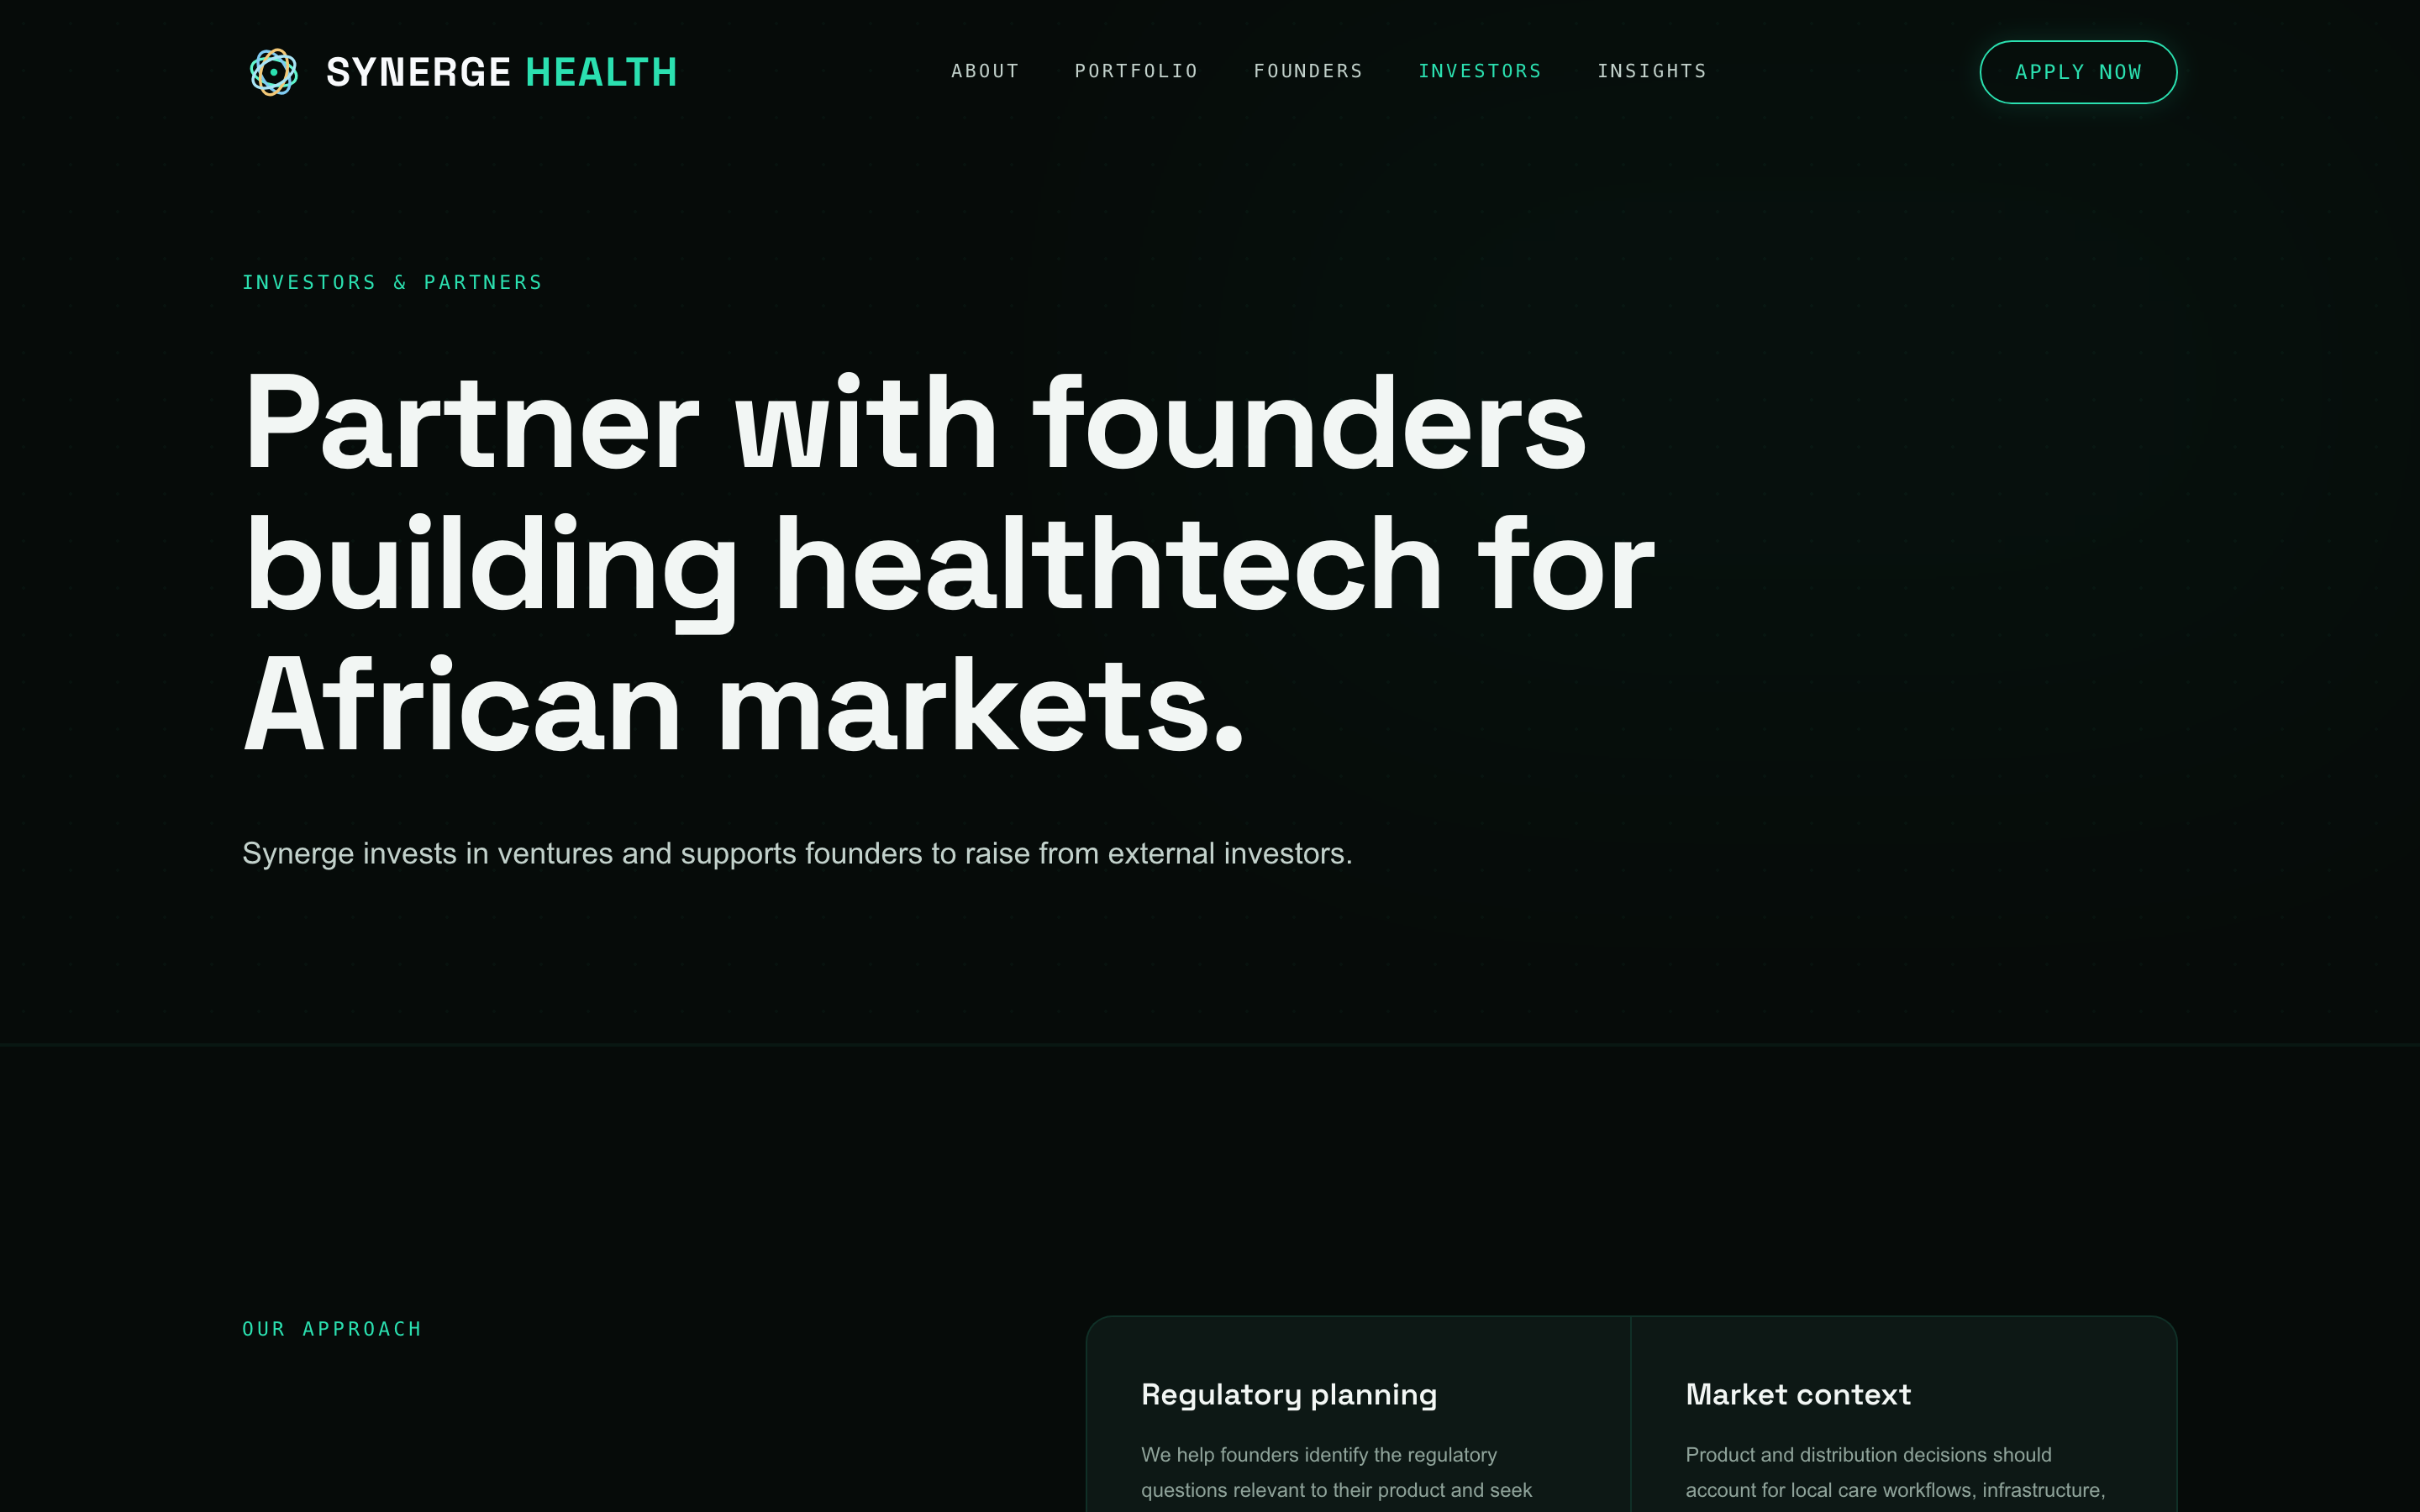 SYNERGE HEALTH
ABOUT PORTFOLIO FOUNDERS INVESTORS INSIGHTS
APPLY NOW
INVESTORS & PARTNERS
Partner with founders
building healthtech for
African markets.
Synerge invests in ventures and supports founders to raise from external investors.
OUR APPROACH
Regulatory planning
We help founders identify the regulatory
questions relevant to their product and seek
Market context
Product and distribution decisions should
account for local care workflows, infrastructure,